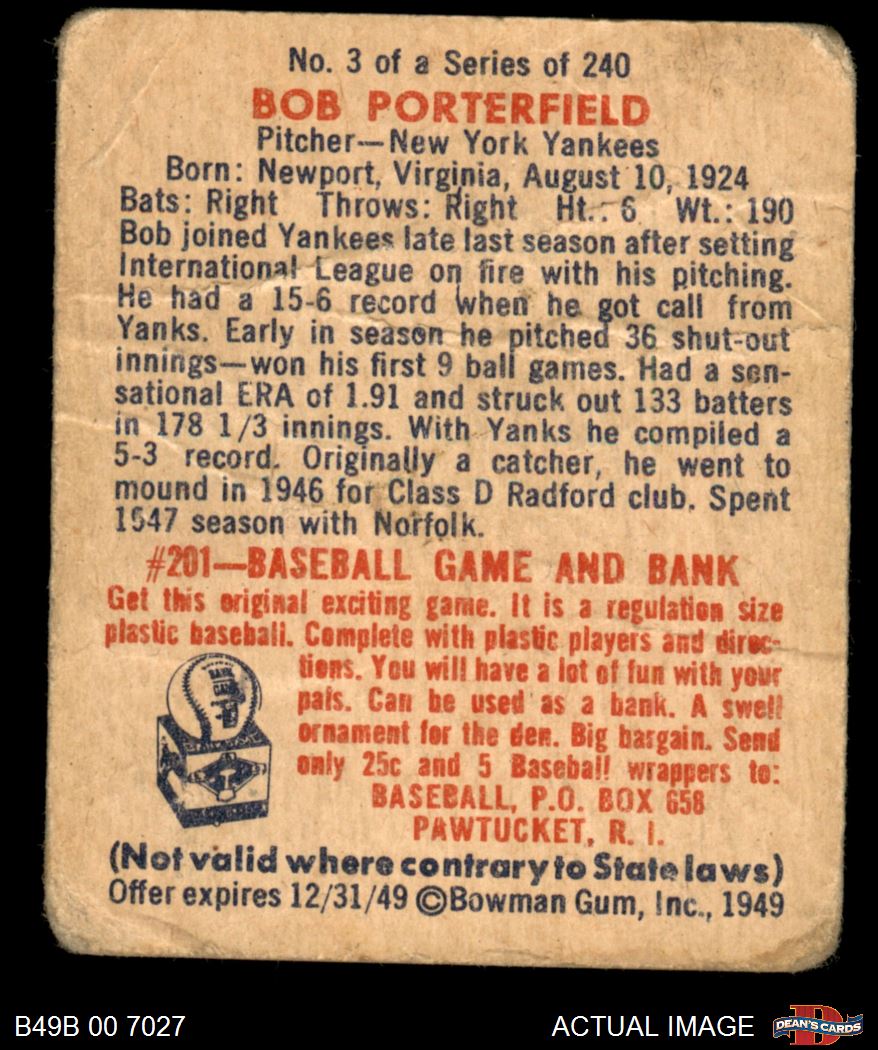 No. 3 of a Series of 240
BOB PORTERFIELD
Pitcher—New York Yankees
Born: Newport, Virginia, August 10, 1924
Bats: Right Throws: Right Ht.: 6 Wt.: 190
Bob joined Yankees late last season after setting
International League on fire with his pitching.
He had a 15-6 record when he got call from
Yanks. Early in season he pitched 36 shut-out
innings—won his first 9 ball games. Had a sen-
sational ERA of 1.91 and struck out 133 batters
in 178 1/3 innings. With Yanks he compiled a
5-3 record. Originally a catcher, he went to
mound in 1946 for Class D Radford club. Spent
1947 season with Norfolk.
#201—BASEBALL GAME AND BANK
Get this original exciting game. It is a regulation size
plastic baseball. Complete with plastic players and direc-
tions. You will have a lot of fun with your
pals. Can be used as a bank. A swell
ornament for the den. Big bargain. Send
only 25c and 5 Baseball wrappers to:
BASEBALL, P.O. BOX 658
PAWTUCKET, R. I.
BANK
GAME
(Not valid where contrary to State laws)
Offer expires 12/31/49 ©Bowman Gum, Inc., 1949
B49B 00 7027 ACTUAL IMAGE D DEAN'S CARDS